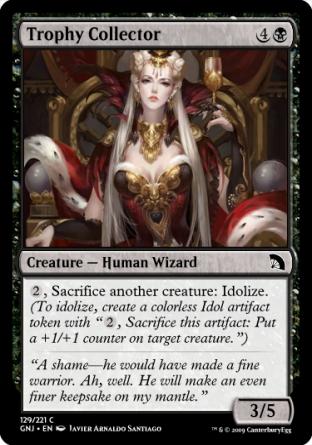 Trophy Collector 4
Creature — Human Wizard
2, Sacrifice another creature: Idolize.
(To idolize, create a colorless Idol artifact
token with “2, Sacrifice this artifact: Put
a +1/+1 counter on target creature.”)
“A shame—he would have made a fine
warrior. Ah, well. He will make an even
finer keepsake on my mantle.”
3/5
129/221 C
GNJ • EN Javier Arnaldo Santiago
™ & © 2019 CanterburyEgg